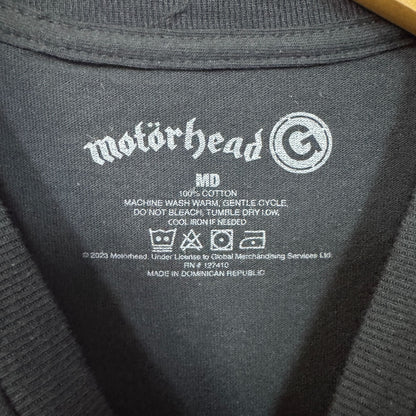 motörhead G
MD
100% COTTON
MACHINE WASH WARM, GENTLE CYCLE,
DO NOT BLEACH, TUMBLE DRY LOW,
COOL IRON IF NEEDED
© 2023 Motörhead. Under License to Global Merchandising Services Ltd.
RN # 127410
MADE IN DOMINICAN REPUBLIC